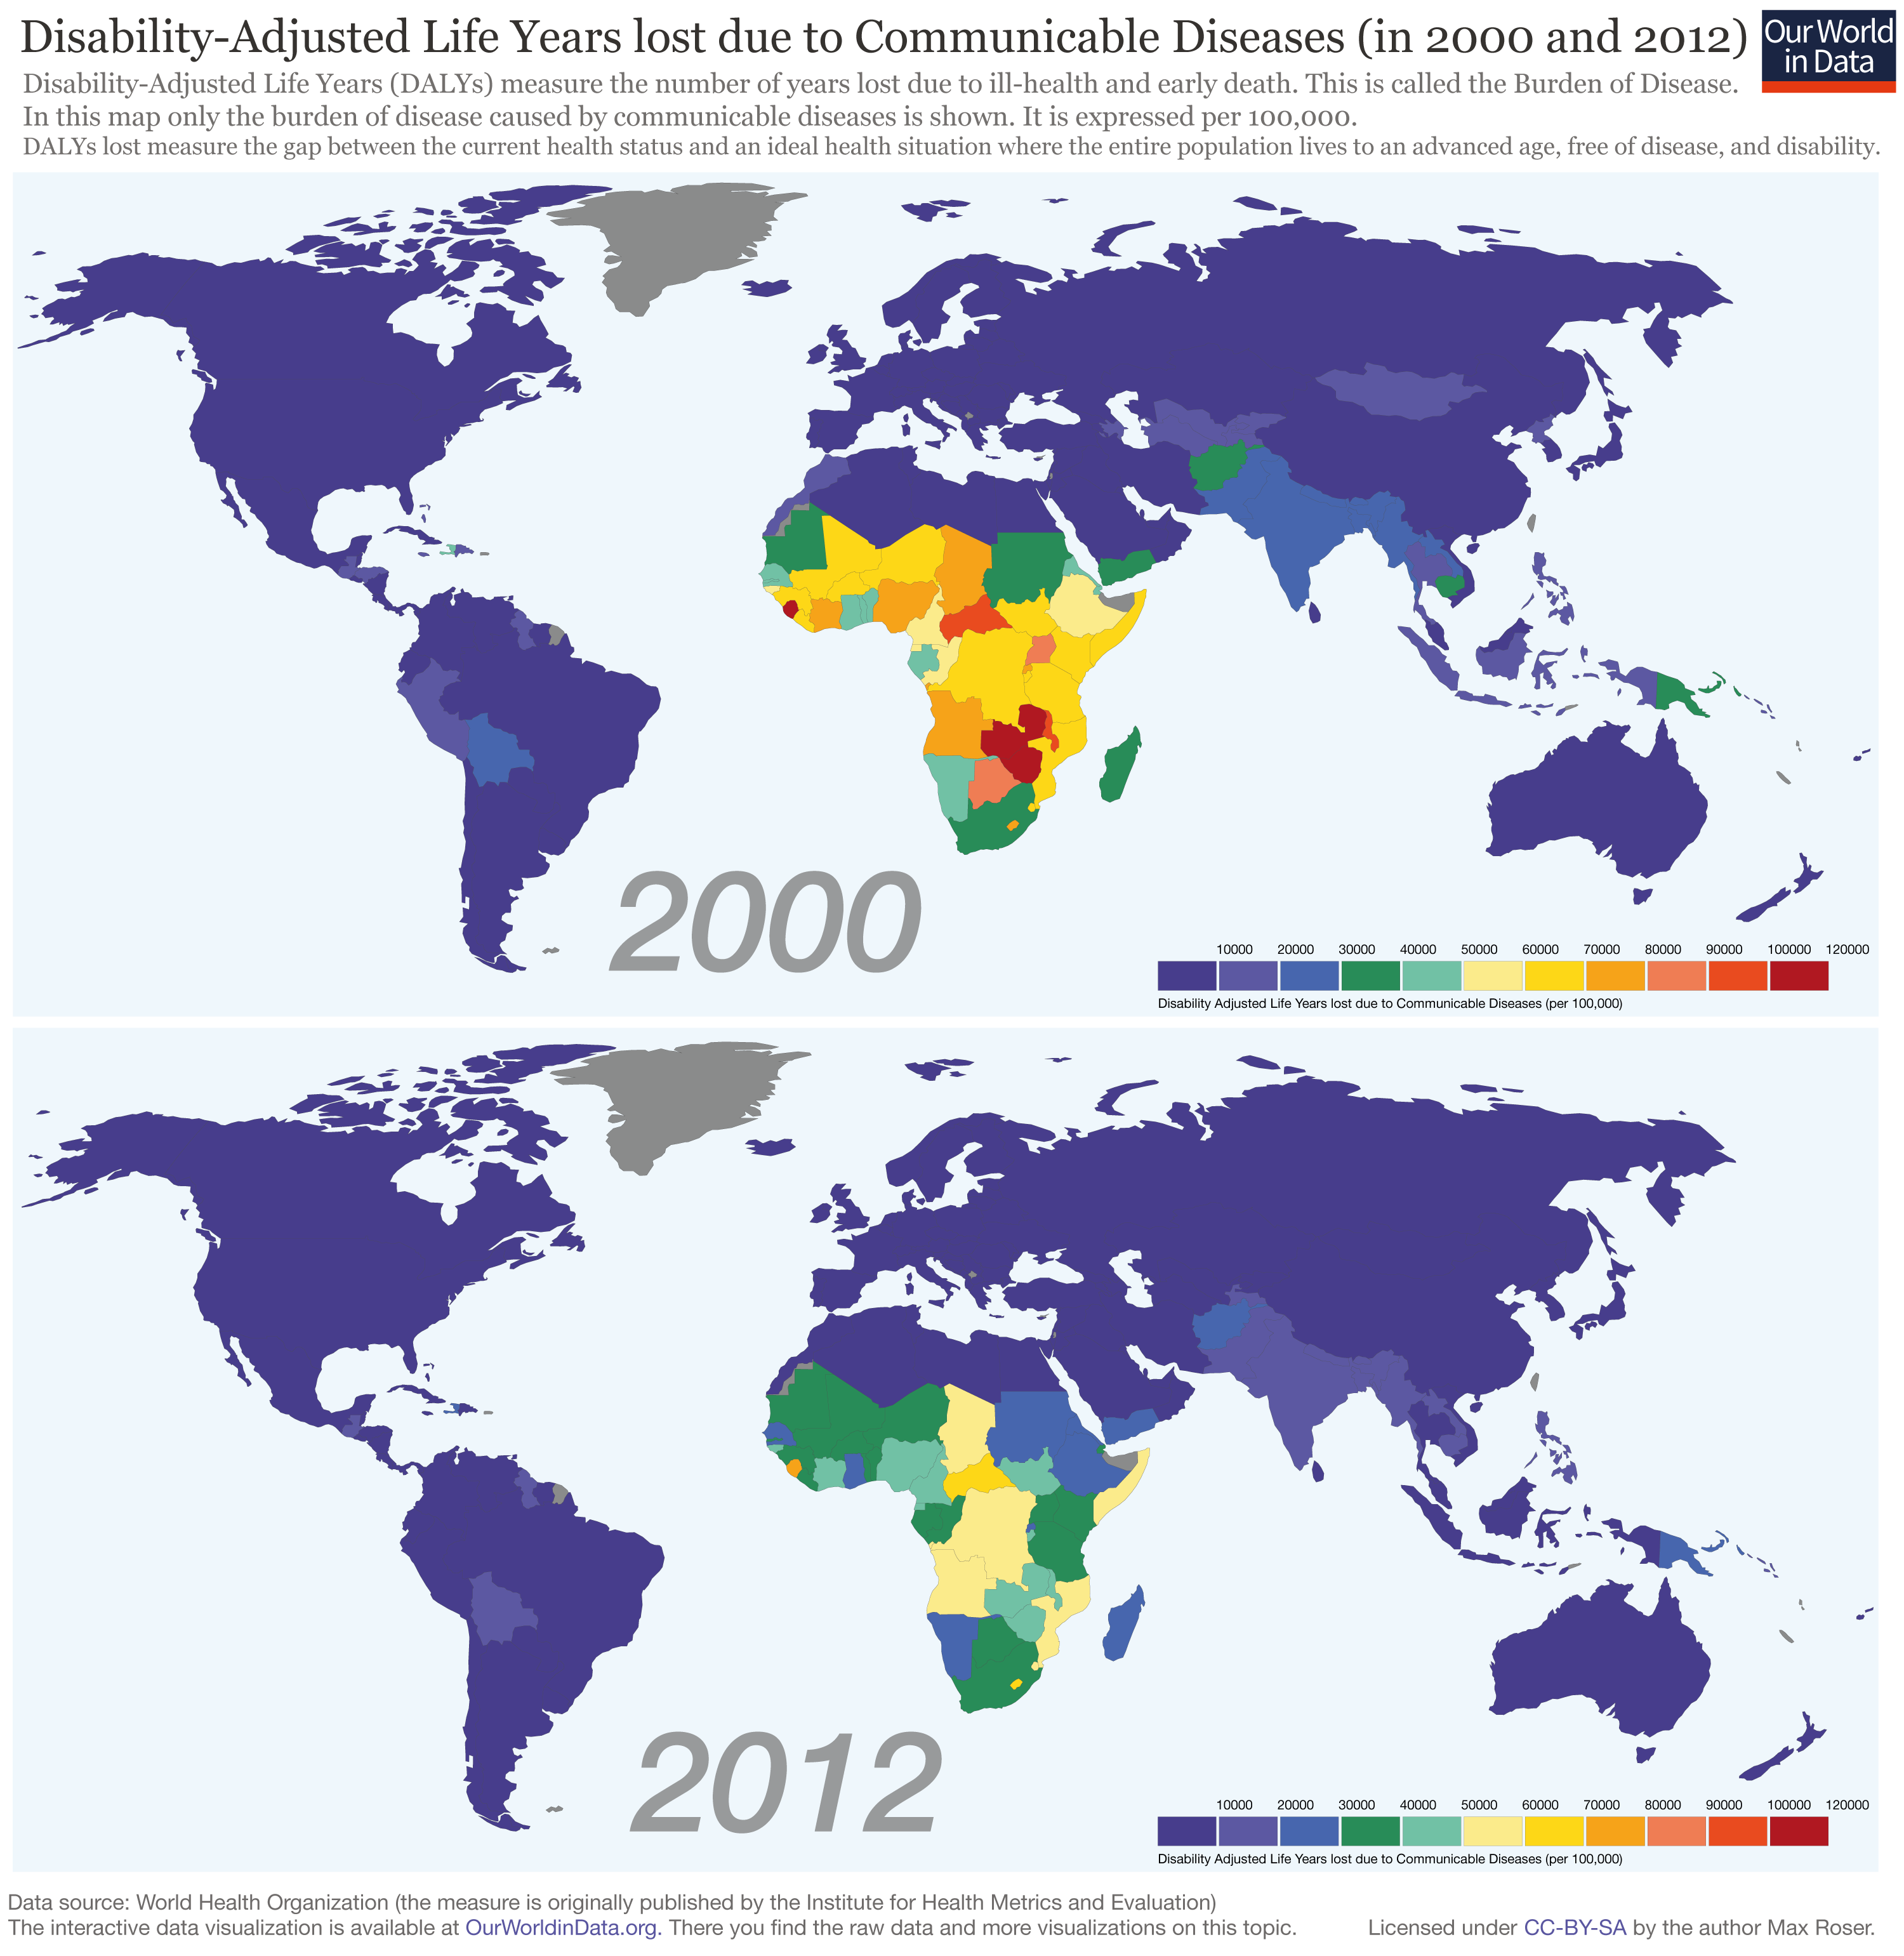 Disability-Adjusted Life Years lost due to Communicable Diseases (in 2000 and 2012)
Our World
in Data
Disability-Adjusted Life Years (DALYs) measure the number of years lost due to ill-health and early death. This is called the Burden of Disease.
In this map only the burden of disease caused by communicable diseases is shown. It is expressed per 100,000.
DALYs lost measure the gap between the current health status and an ideal health situation where the entire population lives to an advanced age, free of disease, and disability.
2000
10000 20000 30000 40000 50000 60000 70000 80000 90000 100000 120000
Disability Adjusted Life Years lost due to Communicable Diseases (per 100,000)
2012
10000 20000 30000 40000 50000 60000 70000 80000 90000 100000 120000
Disability Adjusted Life Years lost due to Communicable Diseases (per 100,000)
Data source: World Health Organization (the measure is originally published by the Institute for Health Metrics and Evaluation)
The interactive data visualization is available at OurWorldinData.org. There you find the raw data and more visualizations on this topic. Licensed under CC-BY-SA by the author Max Roser.